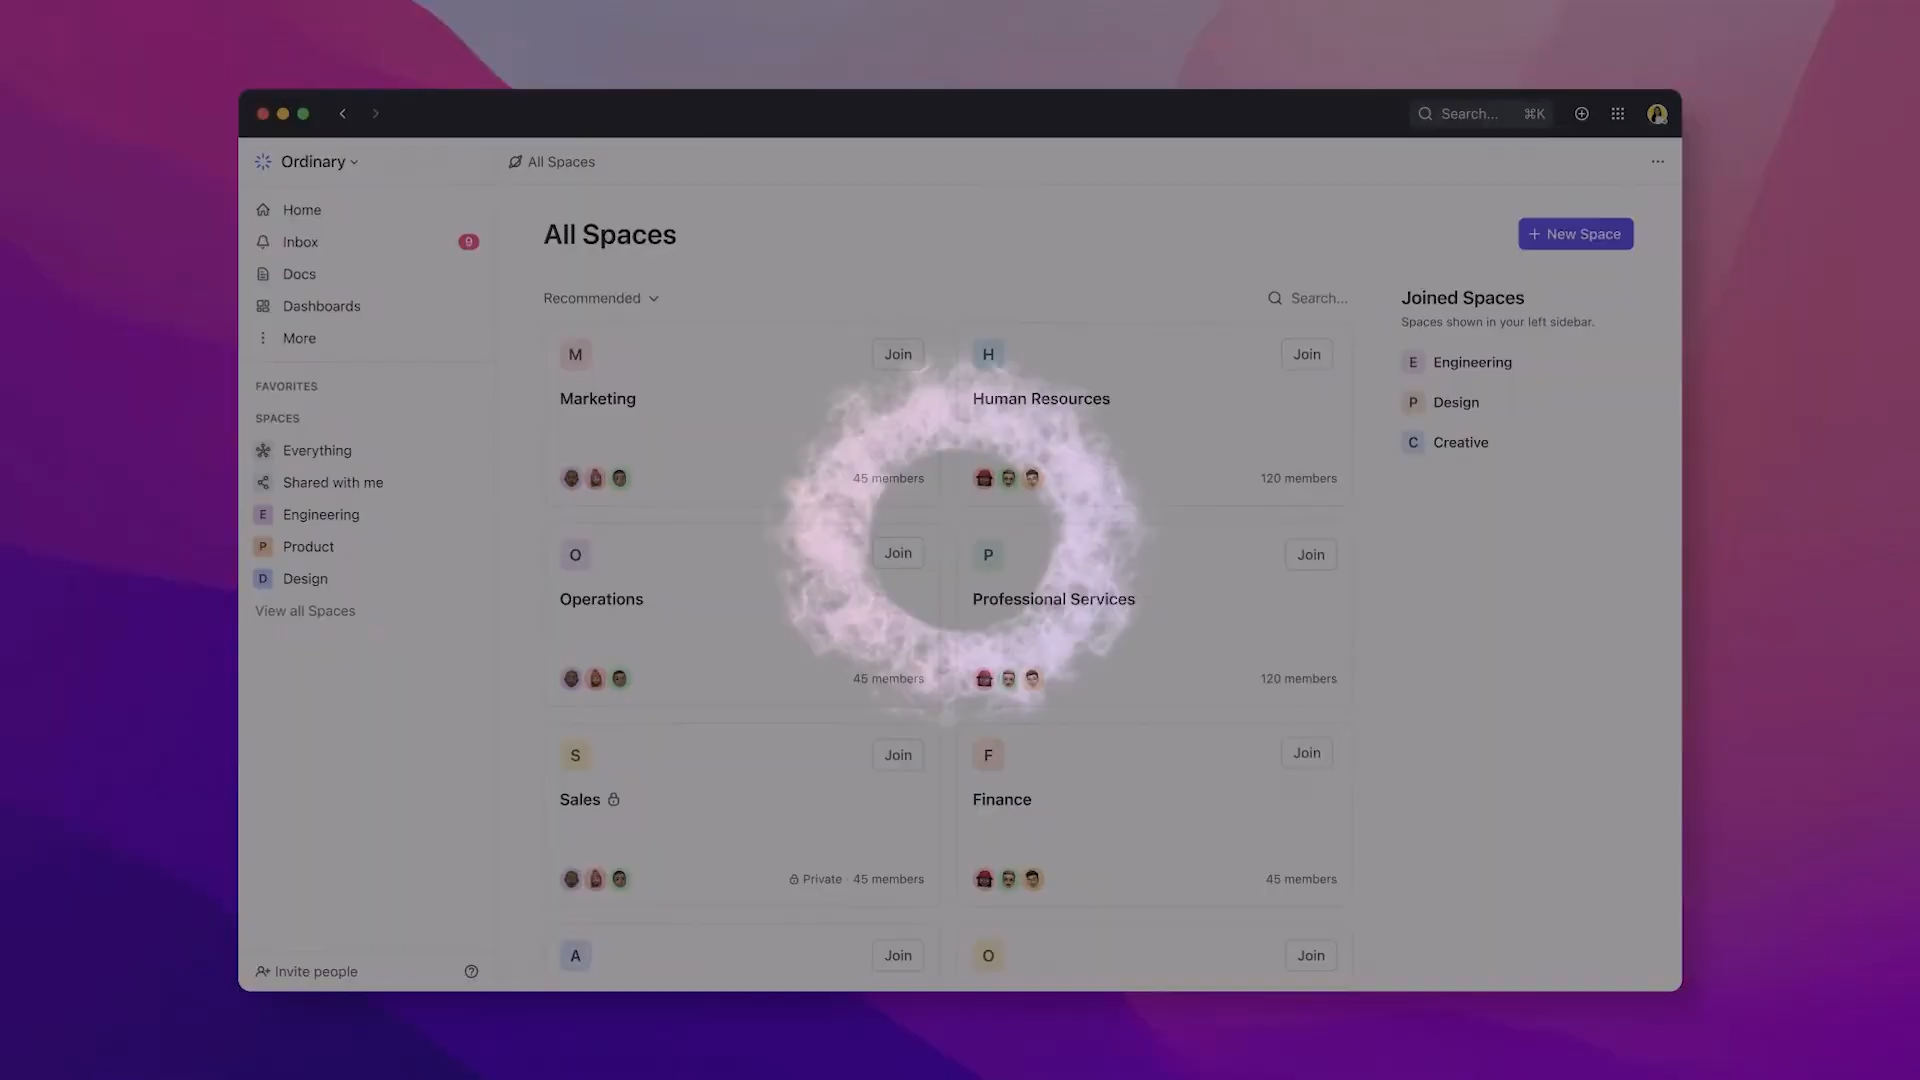 Search... ⌘K
Ordinary
All Spaces
Home
Inbox 9
Docs
Dashboards
More
FAVORITES
SPACES
Everything
Shared with me
E Engineering
P Product
D Design
View all Spaces
Invite people
All Spaces
+ New Space
Recommended
Search...
M Join
Marketing
45 members
H Join
Human Resources
120 members
O Join
Operations
45 members
P Join
Professional Services
120 members
S Join
Sales
Private · 45 members
F Join
Finance
45 members
A Join
O Join
Joined Spaces
Spaces shown in your left sidebar.
E Engineering
P Design
C Creative